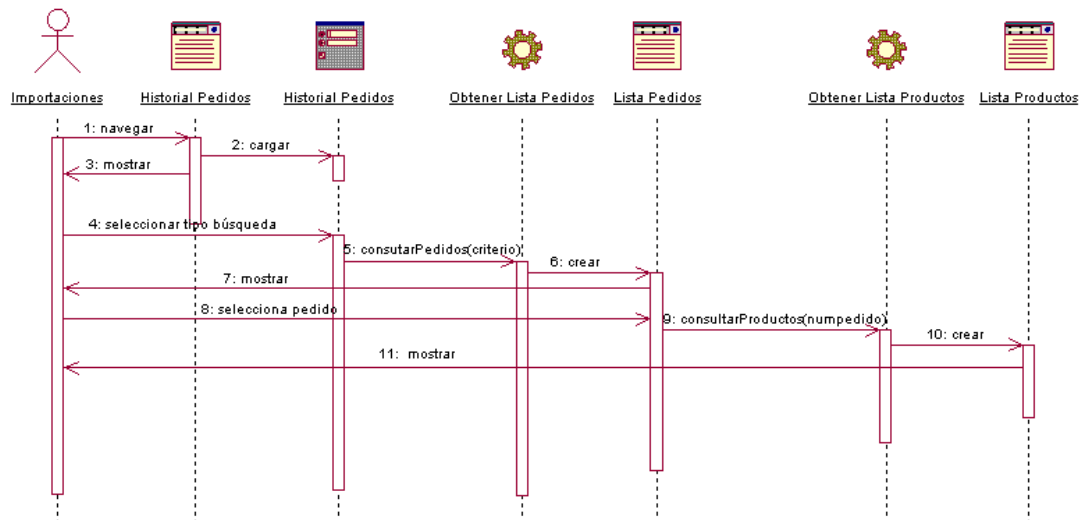 Importaciones
Historial Pedidos
Historial Pedidos
Obtener Lista Pedidos
Lista Pedidos
Obtener Lista Productos
Lista Productos
1: navegar
2: cargar
3: mostrar
4: seleccionar tipo búsqueda
5: consutarPedidos(criterio)
6: crear
7: mostrar
8: selecciona pedido
9: consultarProductos(numpedido)
10: crear
11: mostrar